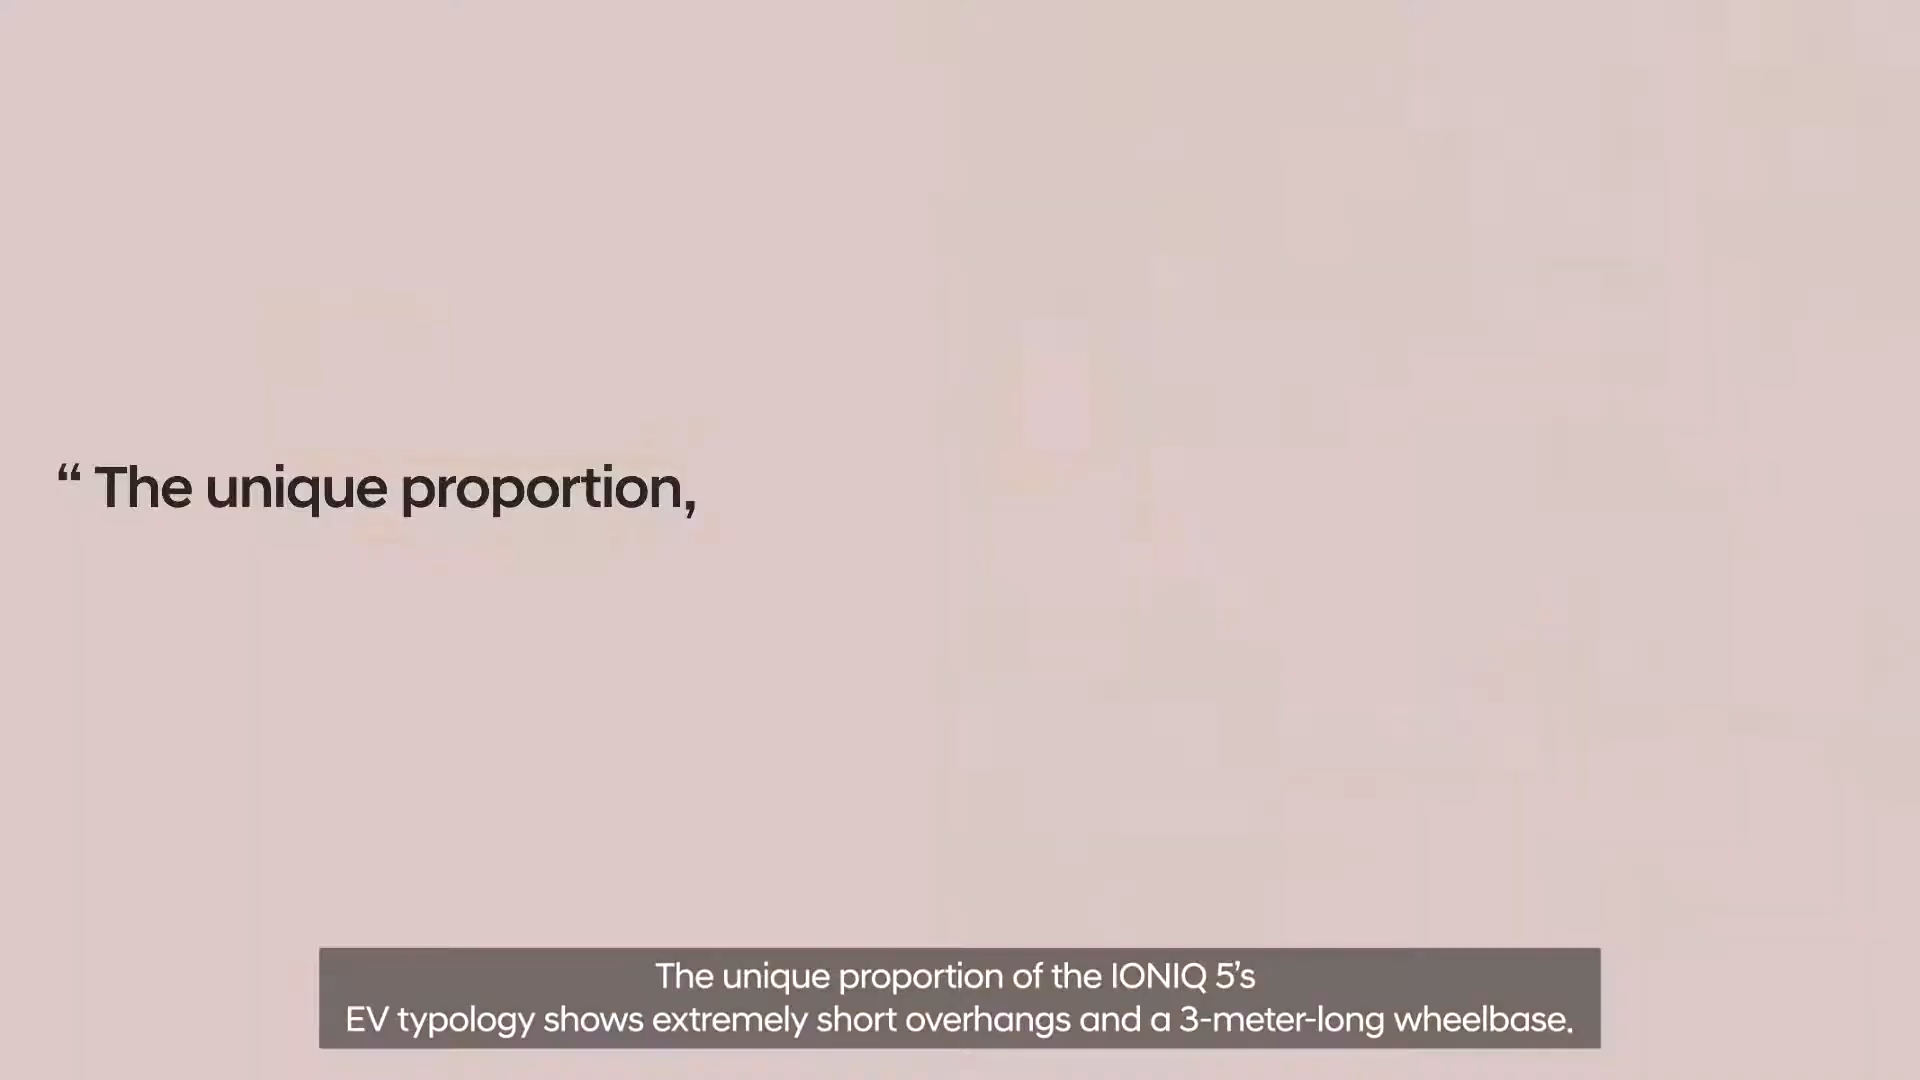 “ The unique proportion,
The unique proportion of the IONIQ 5’s
EV typology shows extremely short overhangs and a 3-meter-long wheelbase.